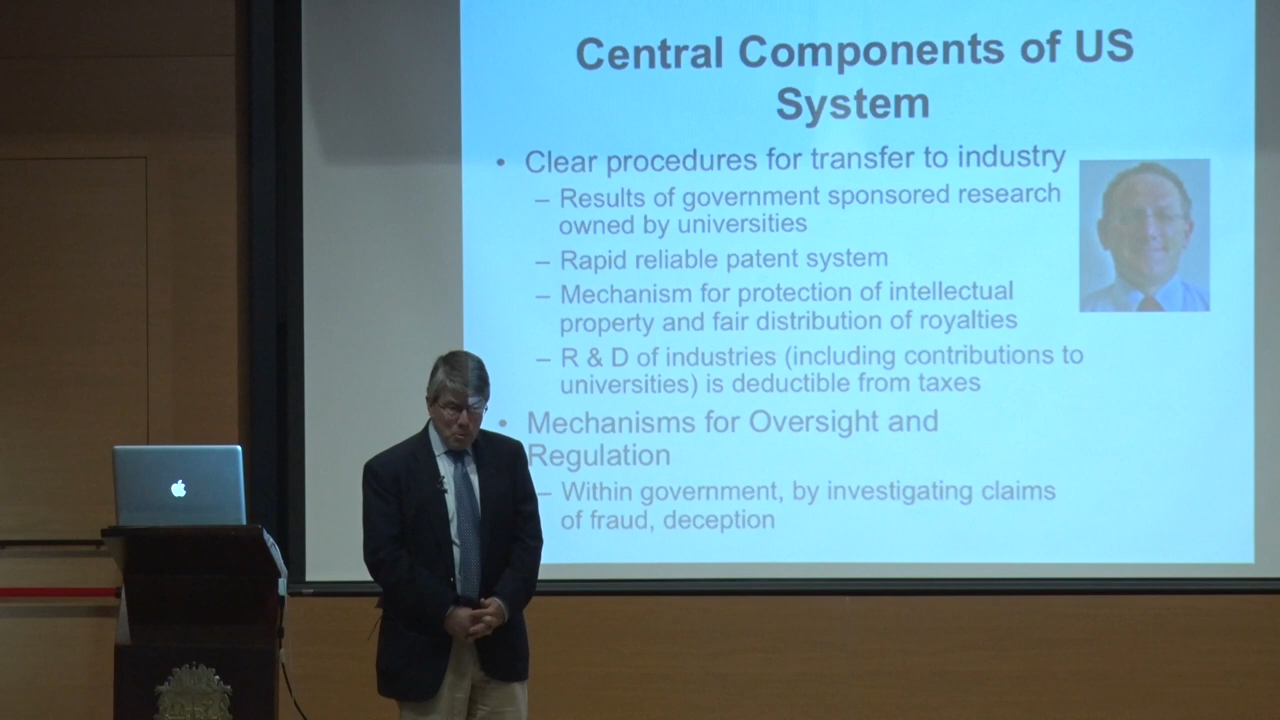 Central Components of US
System
• Clear procedures for transfer to industry
– Results of government sponsored research
owned by universities
– Rapid reliable patent system
– Mechanism for protection of intellectual
property and fair distribution of royalties
– R & D of industries (including contributions to
universities) is deductible from taxes
• Mechanisms for Oversight and
Regulation
– Within government, by investigating claims
of fraud, deception